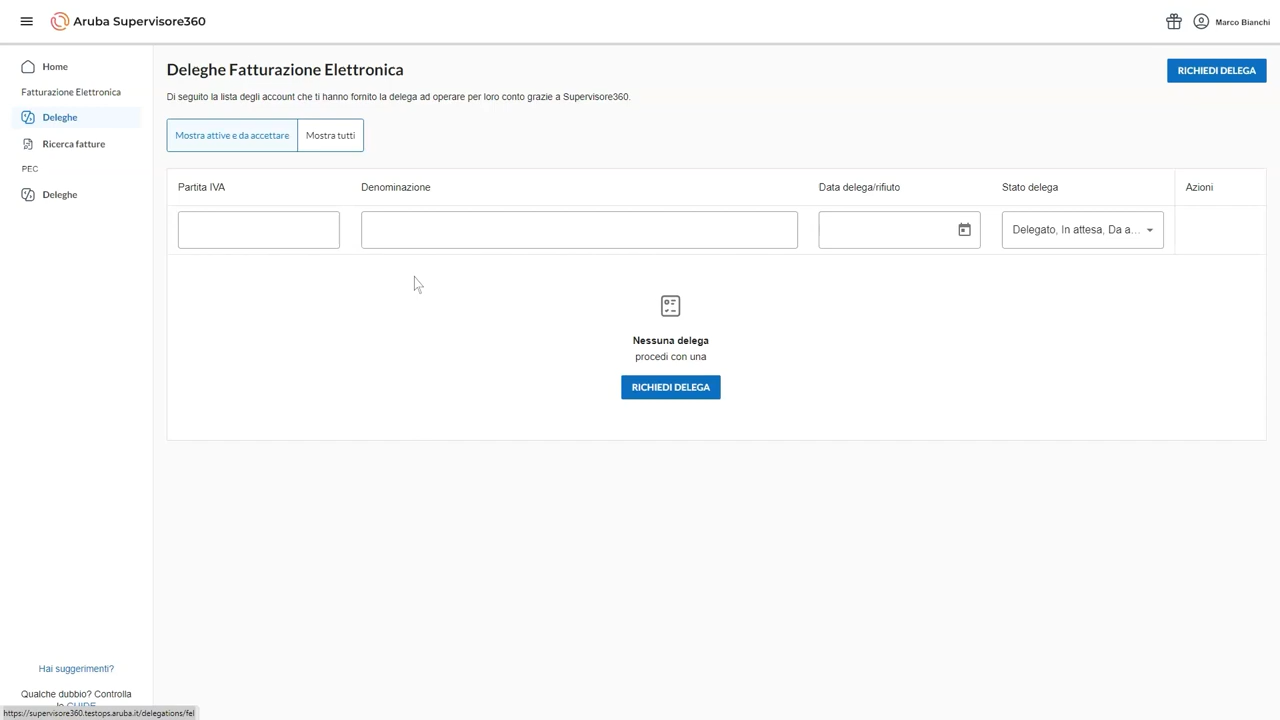 Aruba Supervisore360
Marco Bianchi
Home
Fatturazione Elettronica
Deleghe
Ricerca fatture
PEC
Deleghe
Deleghe Fatturazione Elettronica
RICHIEDI DELEGA
Di seguito la lista degli account che ti hanno fornito la delega ad operare per loro conto grazie a Supervisore360.
Mostra attive e da accettare
Mostra tutti
Partita IVA
Denominazione
Data delega/rifiuto
Stato delega
Azioni
Delegato, In attesa, Da a...
Nessuna delega
procedi con una
RICHIEDI DELEGA
Hai suggerimenti?
Qualche dubbio? Controlla
le GUIDE
https://supervisore360.testops.aruba.it/delegations/fel